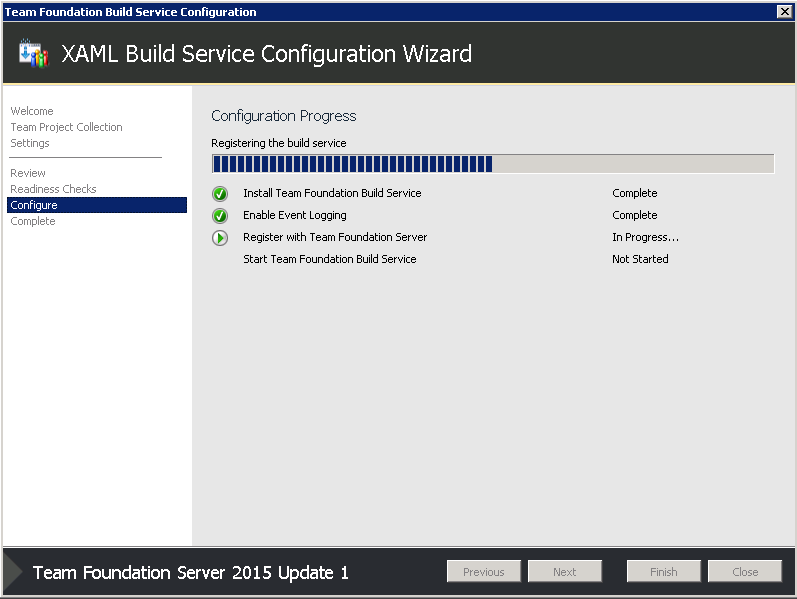 Team Foundation Build Service Configuration
XAML Build Service Configuration Wizard
Welcome
Team Project Collection
Settings
Review
Readiness Checks
Configure
Complete
Configuration Progress
Registering the build service
Install Team Foundation Build Service Complete
Enable Event Logging Complete
Register with Team Foundation Server In Progress...
Start Team Foundation Build Service Not Started
Team Foundation Server 2015 Update 1
Previous Next Finish Close